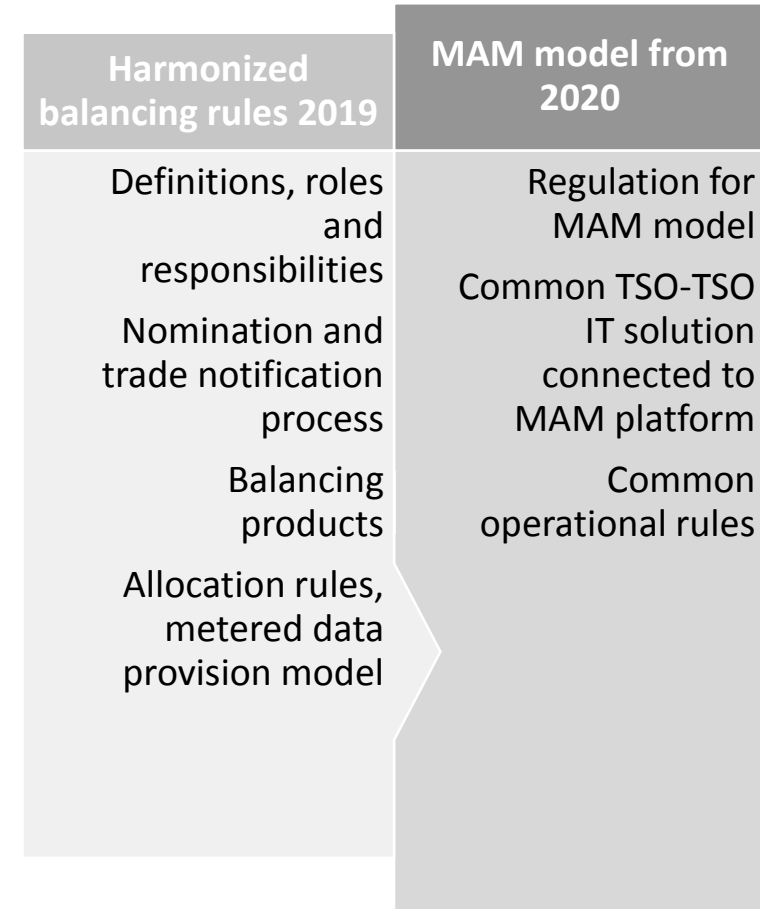 Harmonized
balancing rules 2019
Definitions, roles
and
responsibilities
Nomination and
trade notification
process
Balancing
products
Allocation rules,
metered data
provision model
MAM model from
2020
Regulation for
MAM model
Common TSO-TSO
IT solution
connected to
MAM platform
Common
operational rules